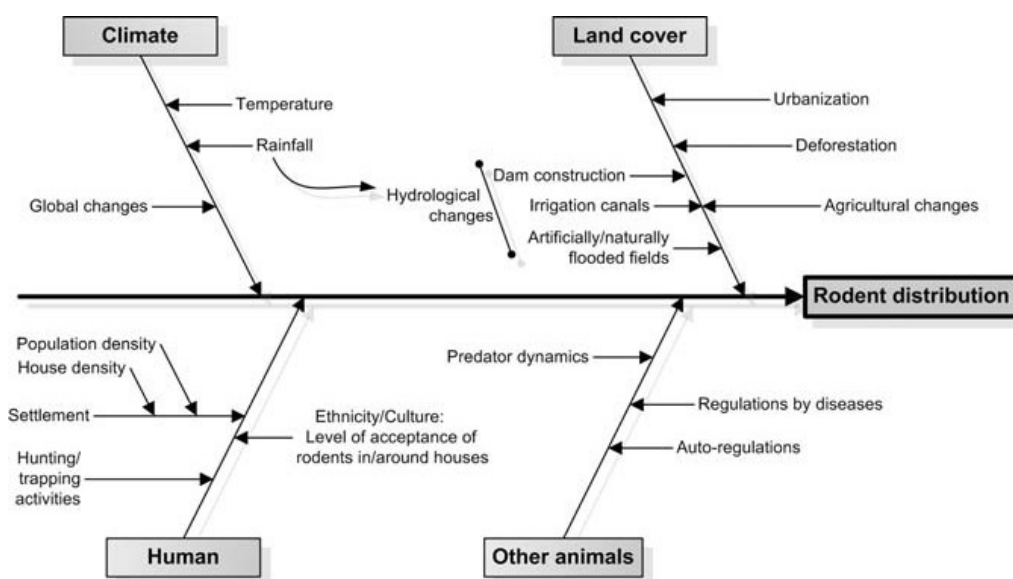 Climate
Land cover
Temperature
Rainfall
Global changes
Hydrological
changes
Urbanization
Deforestation
Dam construction
Irrigation canals
Agricultural changes
Artificially/naturally
flooded fields
Rodent distribution
Population density
House density
Settlement
Ethnicity/Culture:
Level of acceptance of
rodents in/around houses
Hunting/
trapping
activities
Predator dynamics
Regulations by diseases
Auto-regulations
Human
Other animals